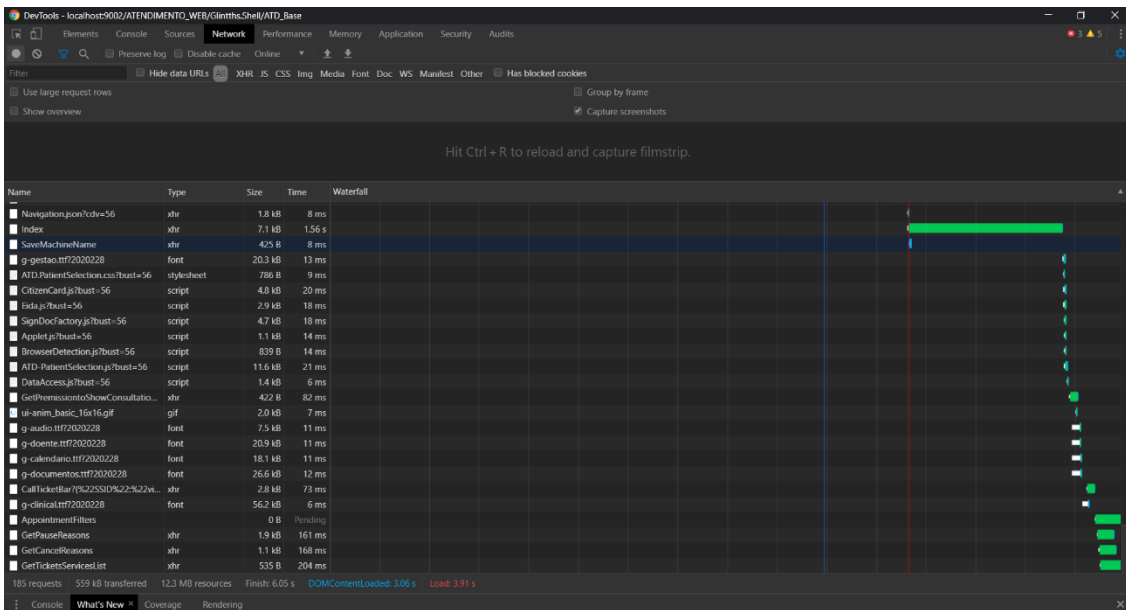 DevTools - localhost:9002/ATENDIMENTO_WEB/Glintths.Shell/ATD_Base
Elements Console Sources Network Performance Memory Application Security Audits 3 5
Preserve log Disable cache Online
Filter Hide data URLs All XHR JS CSS Img Media Font Doc WS Manifest Other Has blocked cookies
Use large request rows Group by frame
Show overview Capture screenshots
Hit Ctrl + R to reload and capture filmstrip.
Name Type Size Time Waterfall
Navigation.json?cdv=56 xhr 1.8 kB 8 ms
Index xhr 7.1 kB 1.56 s
SaveMachineName xhr 425 B 8 ms
g-gestao.ttf?2020228 font 20.3 kB 13 ms
ATD.PatientSelection.css?bust=56 stylesheet 786 B 9 ms
CitizenCard.js?bust=56 script 4.8 kB 20 ms
Eida.js?bust=56 script 2.9 kB 18 ms
SignDocFactory.js?bust=56 script 4.7 kB 18 ms
Applet.js?bust=56 script 1.1 kB 14 ms
BrowserDetection.js?bust=56 script 839 B 14 ms
ATD-PatientSelection.js?bust=56 script 11.6 kB 21 ms
DataAccess.js?bust=56 script 1.4 kB 6 ms
GetPremissiontoShowConsultatio... xhr 422 B 82 ms
ui-anim_basic_16x16.gif gif 2.0 kB 7 ms
g-audio.ttf?2020228 font 7.5 kB 11 ms
g-doente.ttf?2020228 font 20.9 kB 11 ms
g-calendario.ttf?2020228 font 18.1 kB 11 ms
g-documentos.ttf?2020228 font 26.6 kB 12 ms
CallTicketBar?{%22SSID%22:%22vi... xhr 2.8 kB 73 ms
g-clinical.ttf?2020228 font 56.2 kB 6 ms
AppointmentFilters 0 B Pending
GetPauseReasons xhr 1.9 kB 161 ms
GetCancelReasons xhr 1.1 kB 168 ms
GetTicketsServicesList xhr 535 B 204 ms
185 requests 559 kB transferred 12.3 MB resources Finish: 6.05 s DOMContentLoaded: 3.06 s Load: 3.91 s
Console What's New × Coverage Rendering